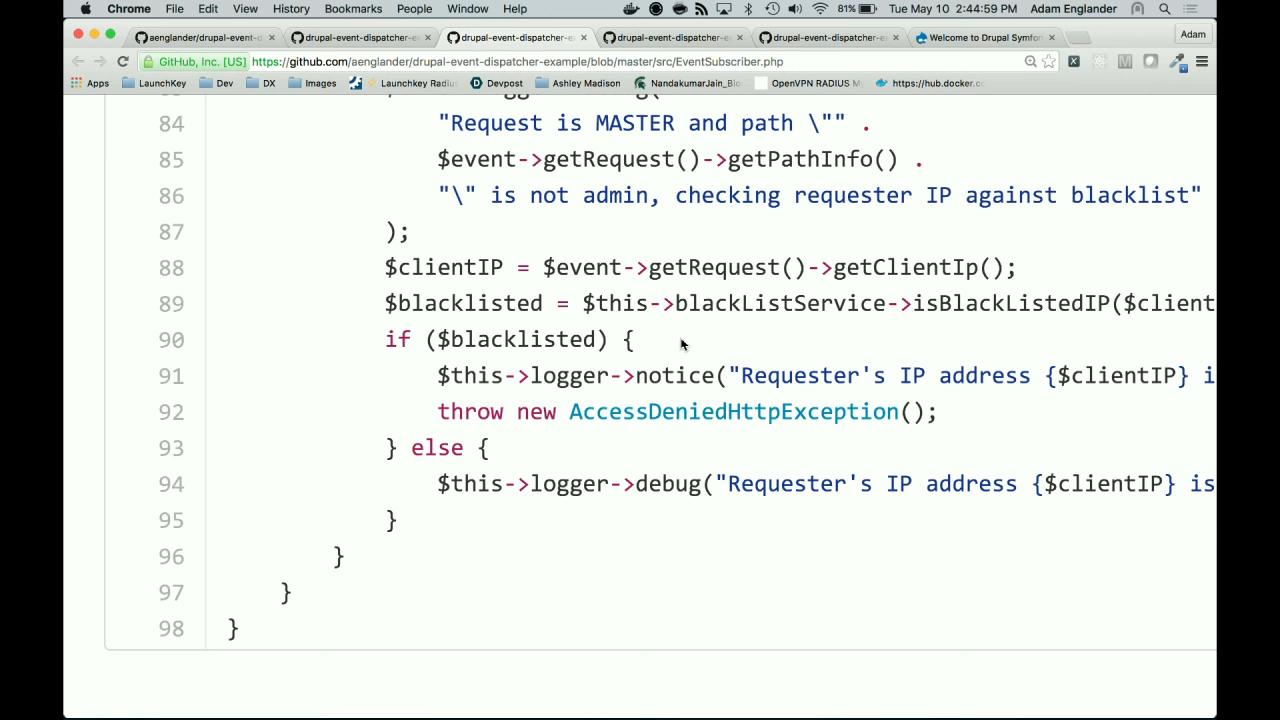 Chrome File Edit View History Bookmarks People Window Help 81% Tue May 10 2:44:59 PM Adam Englander
aenglander/drupal-event-d drupal-event-dispatcher-e drupal-event-dispatcher-e drupal-event-dispatcher-e drupal-event-dispatcher-e Welcome to Drupal Symfon Adam
GitHub, Inc. [US] https://github.com/aenglander/drupal-event-dispatcher-example/blob/master/src/EventSubscriber.php
Apps LaunchKey Dev DX Images Launchkey Radiu Devpost Ashley Madison NandakumarJain_Bio OpenVPN RADIUS https://hub.docker.c
84 "Request is MASTER and path \"" .
85 $event->getRequest()->getPathInfo() .
86 "\" is not admin, checking requester IP against blacklist"
87 );
88 $clientIP = $event->getRequest()->getClientIp();
89 $blacklisted = $this->blackListService->isBlackListedIP($client
90 if ($blacklisted) {
91 $this->logger->notice("Requester's IP address {$clientIP} i
92 throw new AccessDeniedHttpException();
93 } else {
94 $this->logger->debug("Requester's IP address {$clientIP} is
95 }
96 }
97 }
98 }